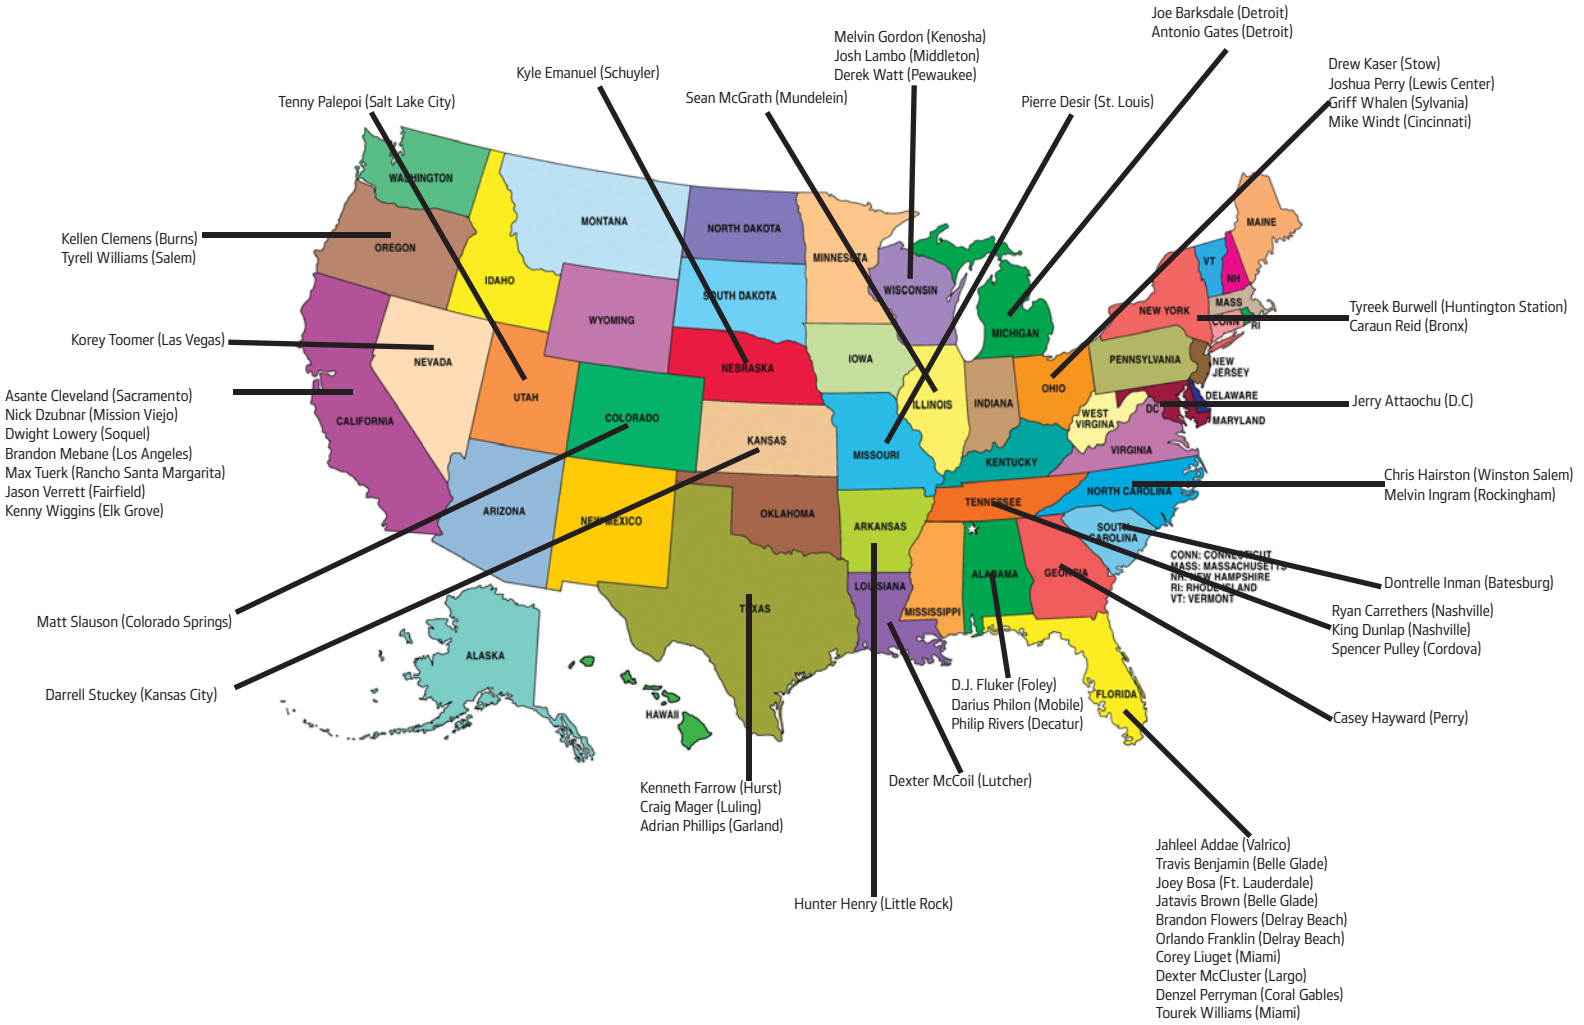 Joe Barksdale (Detroit)
Antonio Gates (Detroit)
Melvin Gordon (Kenosha)
Josh Lambo (Middleton)
Derek Watt (Pewaukee)
Drew Kaser (Stow)
Joshua Perry (Lewis Center)
Griff Whalen (Sylvania)
Mike Windt (Cincinnati)
Kyle Emanuel (Schuyler)
Sean McGrath (Mundelein)
Pierre Desir (St. Louis)
Tenny Palepoi (Salt Lake City)
Kellen Clemens (Burns)
Tyrell Williams (Salem)
Korey Toomer (Las Vegas)
Asante Cleveland (Sacramento)
Nick Dzubnar (Mission Viejo)
Dwight Lowery (Soquel)
Brandon Mebane (Los Angeles)
Max Tuerk (Rancho Santa Margarita)
Jason Verrett (Fairfield)
Kenny Wiggins (Elk Grove)
Matt Slauson (Colorado Springs)
Darrell Stuckey (Kansas City)
WASHINGTON
OREGON
IDAHO
MONTANA
NORTH DAKOTA
MINNESOTA
SOUTH DAKOTA
WISCONSIN
MICHIGAN
WYOMING
NEVADA
UTAH
CALIFORNIA
COLORADO
NEBRASKA
IOWA
KANSAS
MISSOURI
ILLINOIS
INDIANA
OHIO
KENTUCKY
WEST
VIRGINA
VIRGINIA
PENNSYLVANIA
NEW YORK
VT
NH
MAINE
MASS
CONN
RI
NEW
JERSEY
DELAWARE
DC
MARYLAND
ARIZONA
NEW MEXICO
OKLAHOMA
ARKANSAS
TENNESSEE
NORTH CAROLINA
SOUTH
CAROLINA
TEXAS
LOUISIANA
MISSISSIPPI
ALABAMA
GEORGIA
FLORIDA
ALASKA
HAWAII
CONN: CONNECTICUT
MASS: MASSACHUSETTS
NH: NEW HAMPSHIRE
RI: RHODE ISLAND
VT: VERMONT
Tyreek Burwell (Huntington Station)
Caraun Reid (Bronx)
Jerry Attaochu (D.C)
Chris Hairston (Winston Salem)
Melvin Ingram (Rockingham)
Dontrelle Inman (Batesburg)
Ryan Carrethers (Nashville)
King Dunlap (Nashville)
Spencer Pulley (Cordova)
Casey Hayward (Perry)
D.J. Fluker (Foley)
Darius Philon (Mobile)
Philip Rivers (Decatur)
Dexter McCoil (Lutcher)
Kenneth Farrow (Hurst)
Craig Mager (Luling)
Adrian Phillips (Garland)
Hunter Henry (Little Rock)
Jahleel Addae (Valrico)
Travis Benjamin (Belle Glade)
Joey Bosa (Ft. Lauderdale)
Jatavis Brown (Belle Glade)
Brandon Flowers (Delray Beach)
Orlando Franklin (Delray Beach)
Corey Liuget (Miami)
Dexter McCluster (Largo)
Denzel Perryman (Coral Gables)
Tourek Williams (Miami)